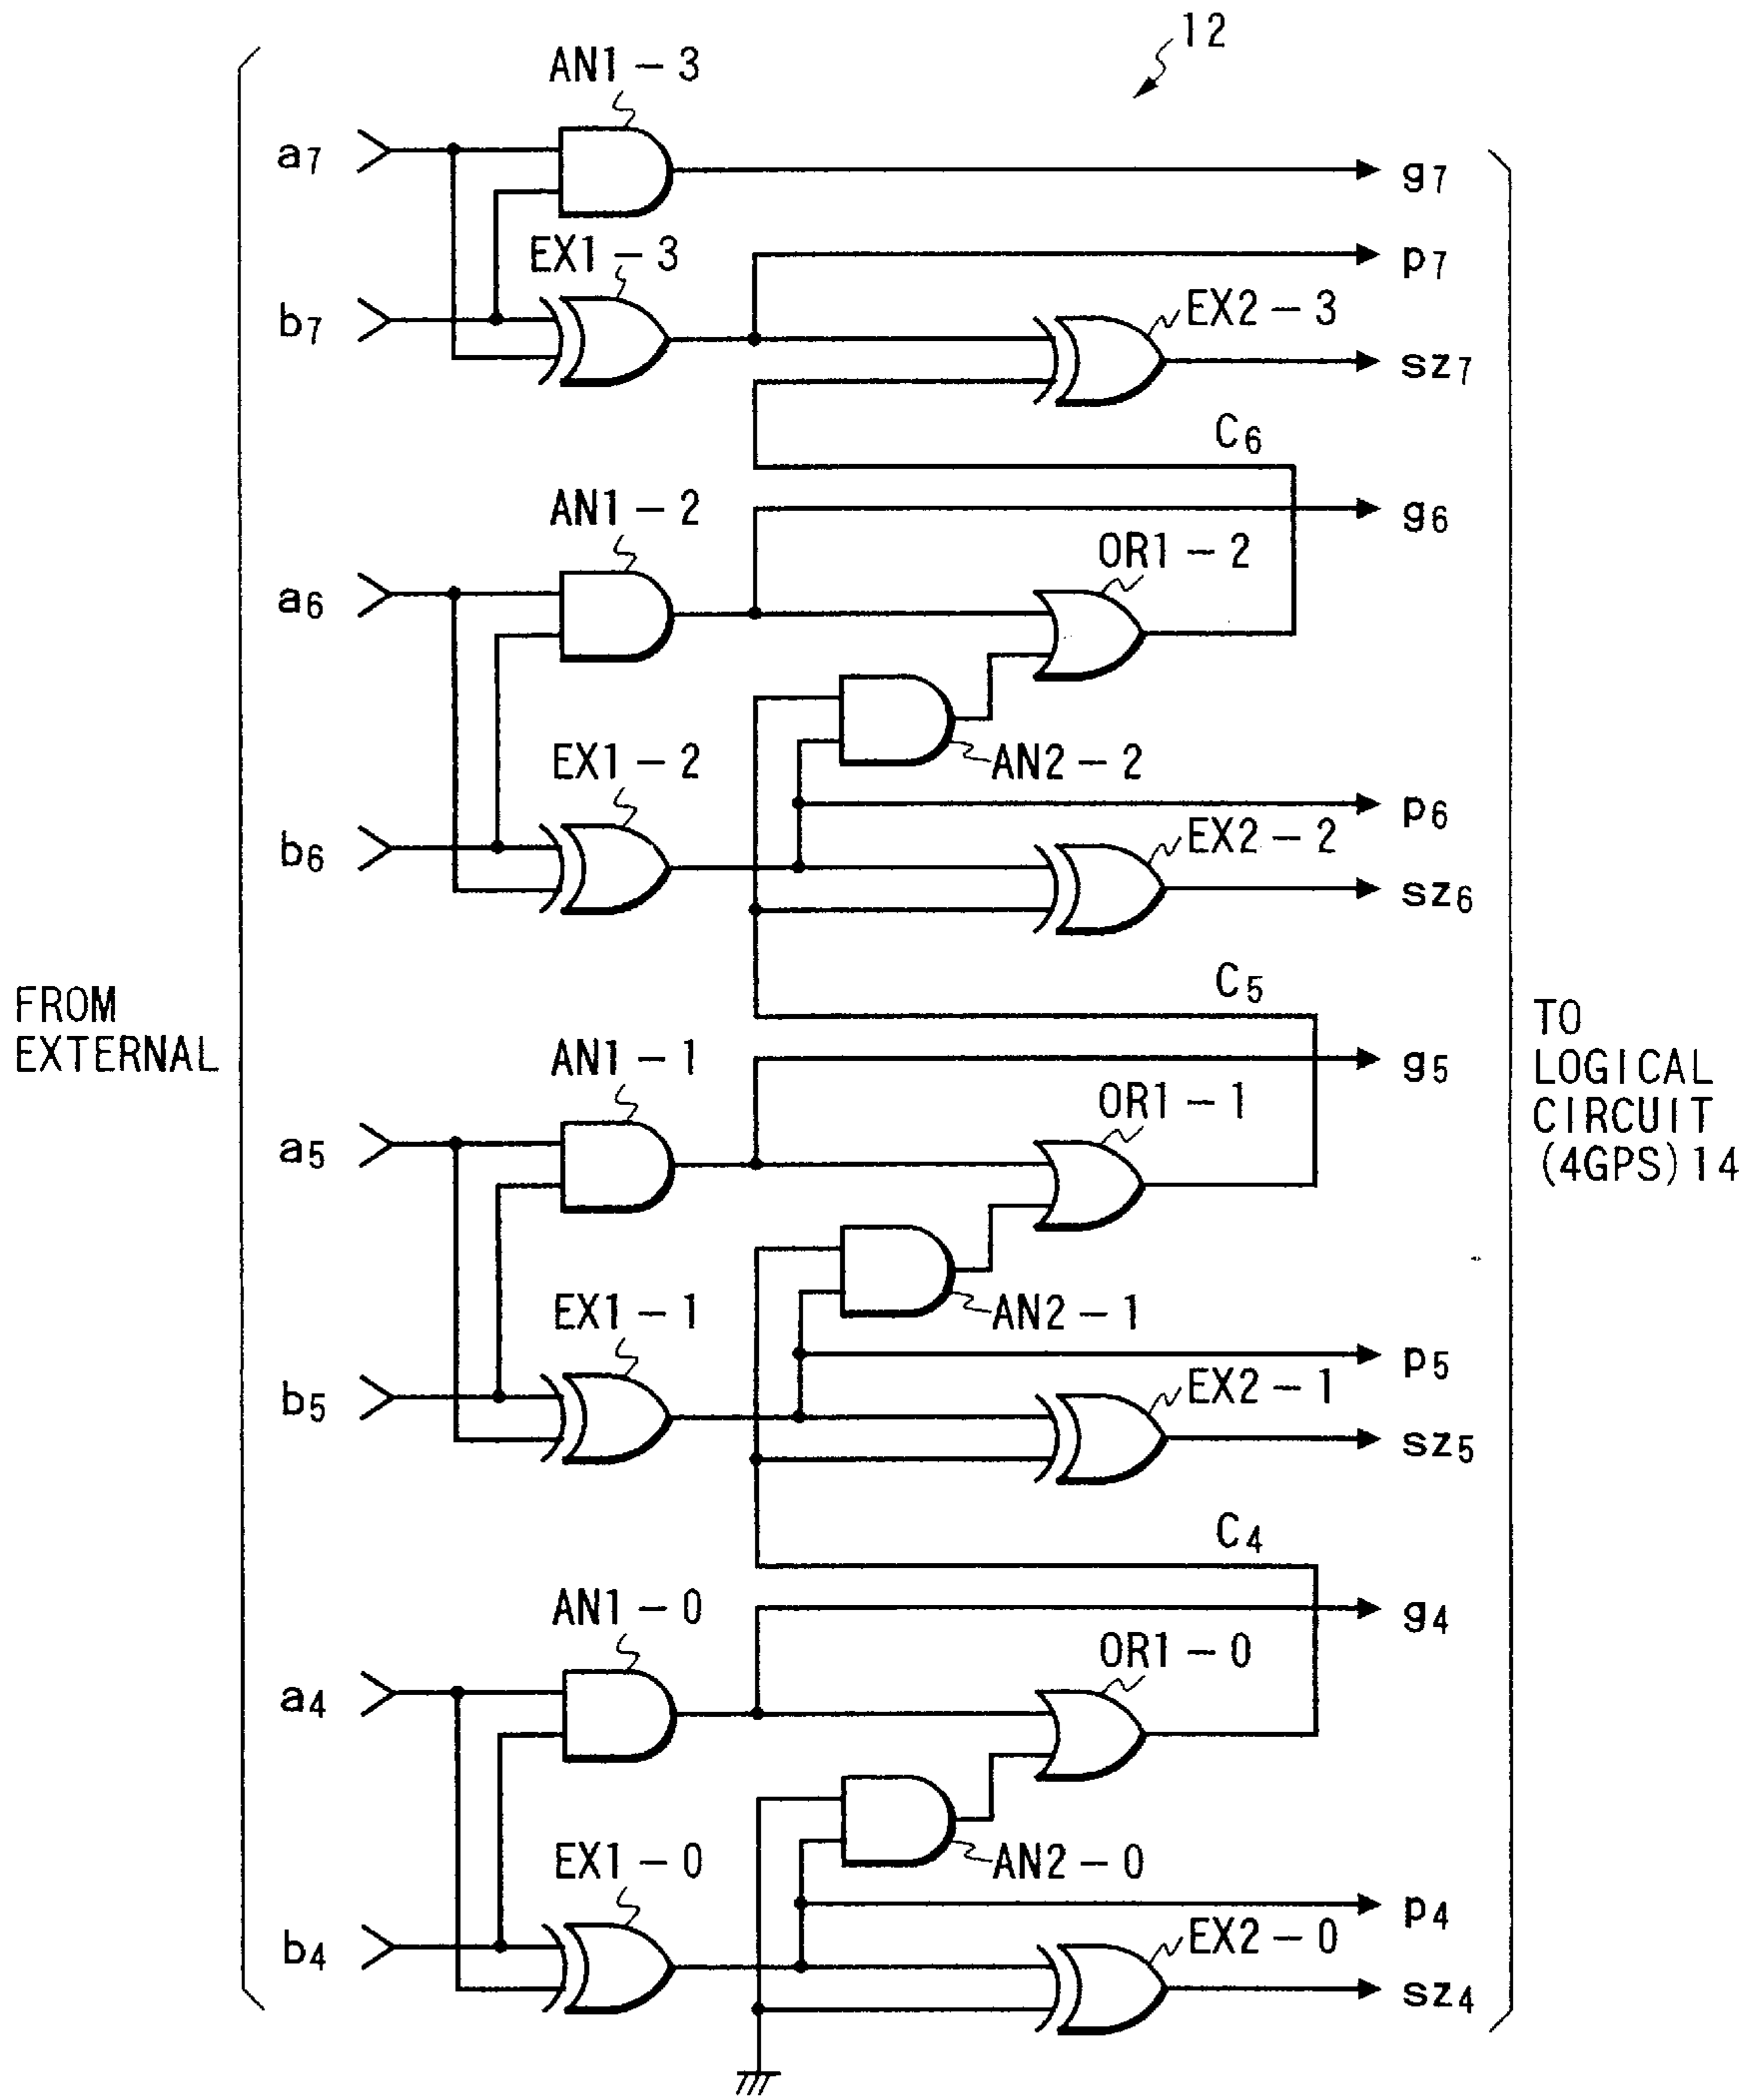 12
AN1-3
a7
g7
EX1-3
p7
b7
EX2-3
sz7
C6
AN1-2
g6
OR1-2
a6
EX1-2
AN2-2
p6
b6
EX2-2
sz6
C5
FROM
EXTERNAL
AN1-1
g5
TO
LOGICAL
CIRCUIT
(4GPS)14
OR1-1
a5
EX1-1
AN2-1
p5
b5
EX2-1
sz5
C4
AN1-0
g4
OR1-0
a4
EX1-0
AN2-0
p4
b4
EX2-0
sz4